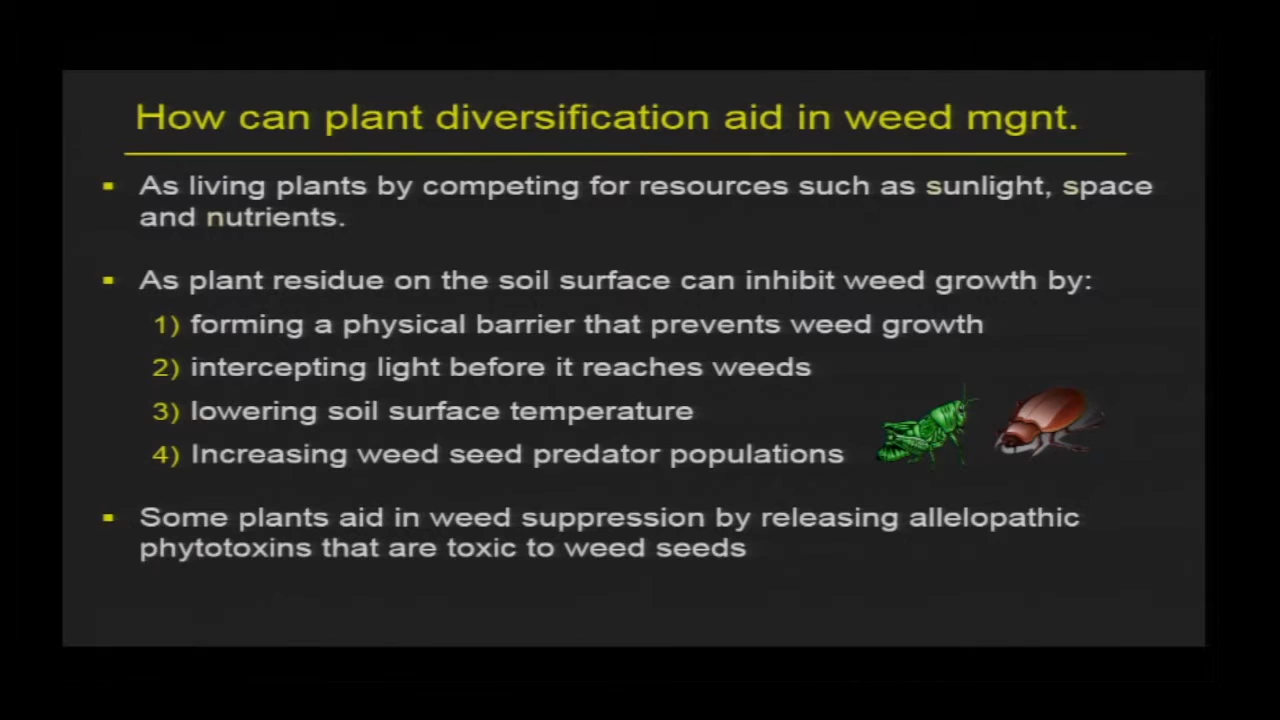 How can plant diversification aid in weed mgnt.
▪ As living plants by competing for resources such as sunlight, space
and nutrients.
▪ As plant residue on the soil surface can inhibit weed growth by:
1) forming a physical barrier that prevents weed growth
2) intercepting light before it reaches weeds
3) lowering soil surface temperature
4) Increasing weed seed predator populations
▪ Some plants aid in weed suppression by releasing allelopathic
phytotoxins that are toxic to weed seeds